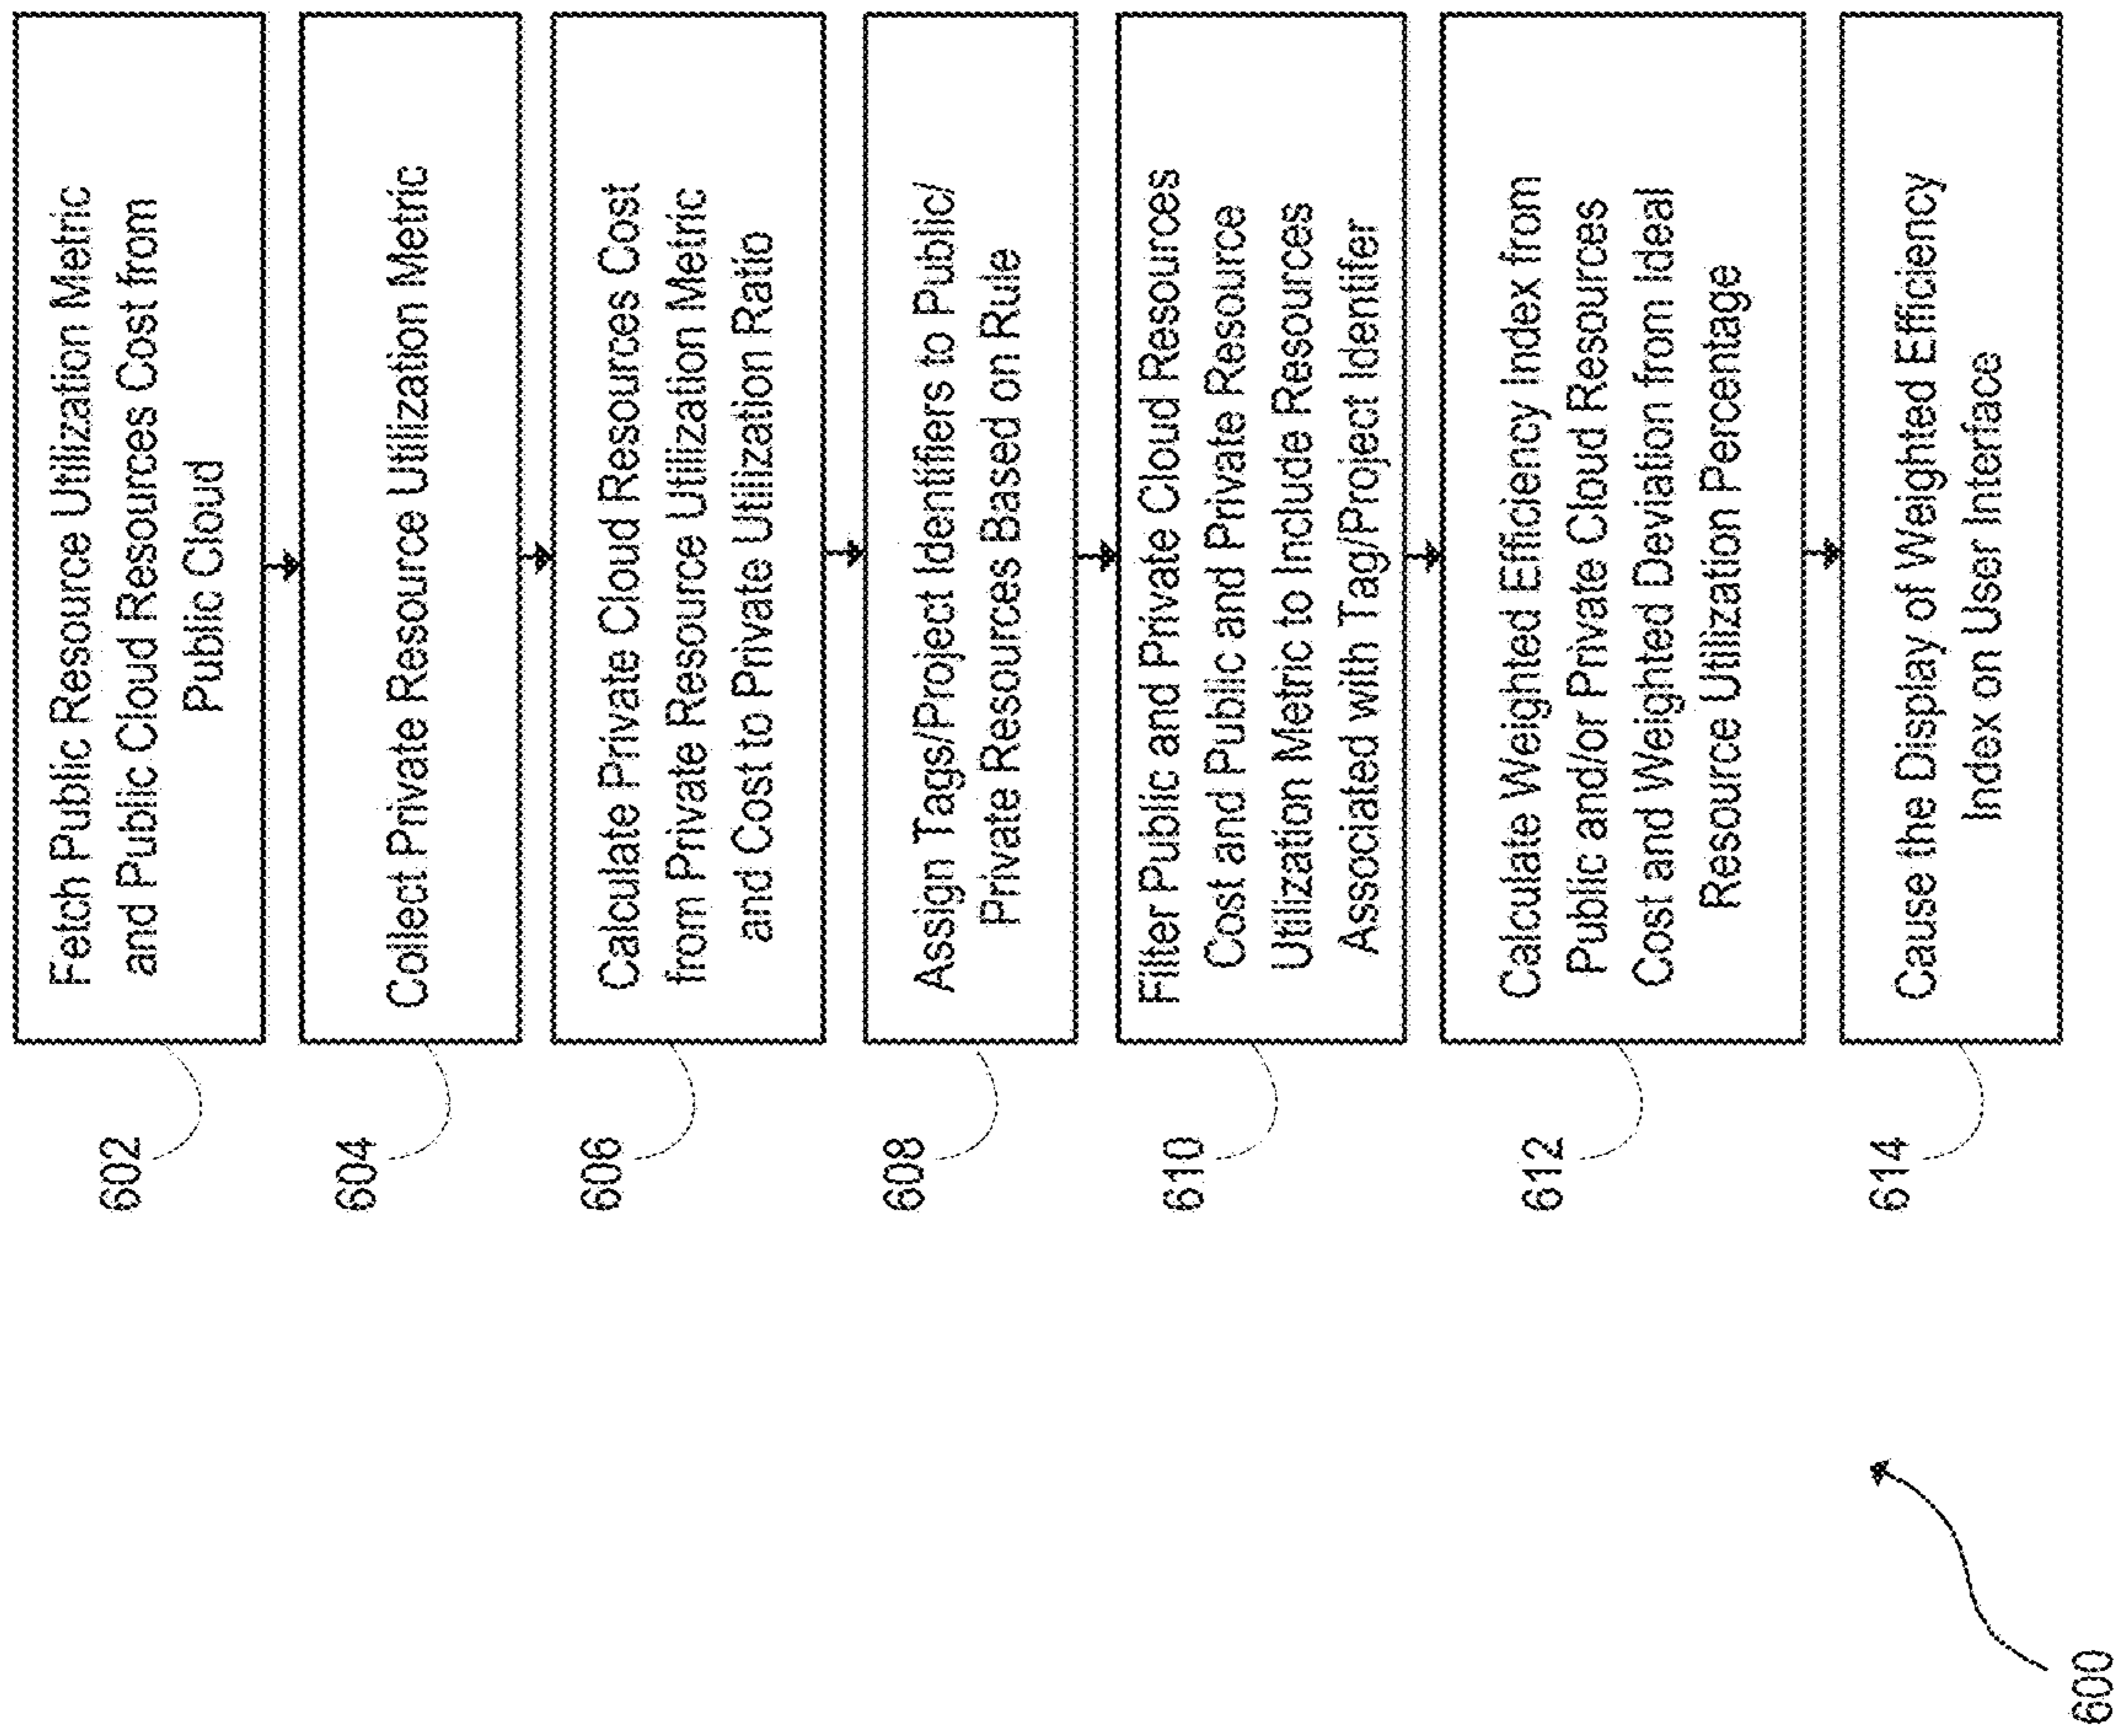 602
Fetch Public Resource Utilization Metric
and Public Cloud Resources Cost from
Public Cloud
604
Collect Private Resource Utilization Metric
606
Calculate Private Cloud Resources Cost
from Private Resource Utilization Metric
and Cost to Private Utilization Ratio
608
Assign Tags/Project Identifiers to Public/
Private Resources Based on Rule
610
Filter Public and Private Cloud Resources
Cost and Public and Private Resource
Utilization Metric to Include Resources
Associated with Tag/Project Identifer
612
Calculate Weighted Efficiency Index from
Public and/or Private Cloud Resources
Cost and Weighted Deviation from Ideal
Resource Utilization Percentage
614
Cause the Display of Weighted Efficiency
Index on User Interface
600